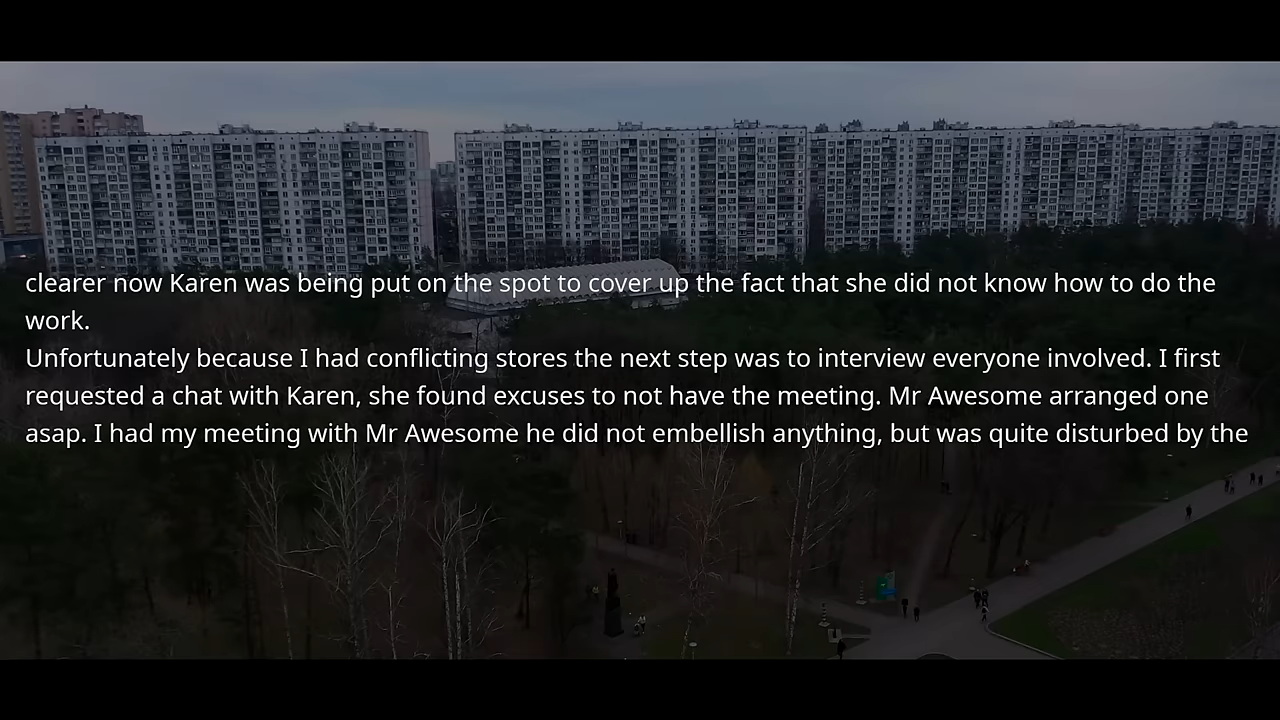 clearer now Karen was being put on the spot to cover up the fact that she did not know how to do the
work.
Unfortunately because I had conflicting stores the next step was to interview everyone involved. I first
requested a chat with Karen, she found excuses to not have the meeting. Mr Awesome arranged one
asap. I had my meeting with Mr Awesome he did not embellish anything, but was quite disturbed by the